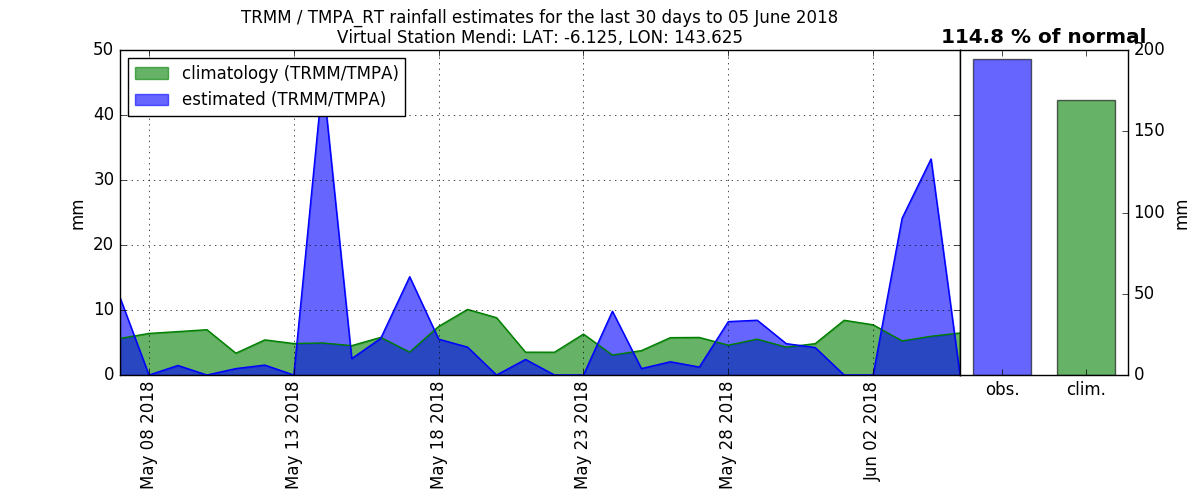 TRMM / TMPA_RT rainfall estimates for the last 30 days to 05 June 2018
Virtual Station Mendi: LAT: -6.125, LON: 143.625
114.8 % of normal
climatology (TRMM/TMPA)
estimated (TRMM/TMPA)
50
40
30
20
10
0
mm
May 08 2018
May 13 2018
May 18 2018
May 23 2018
May 28 2018
Jun 02 2018
200
150
100
50
0
mm
obs.
clim.